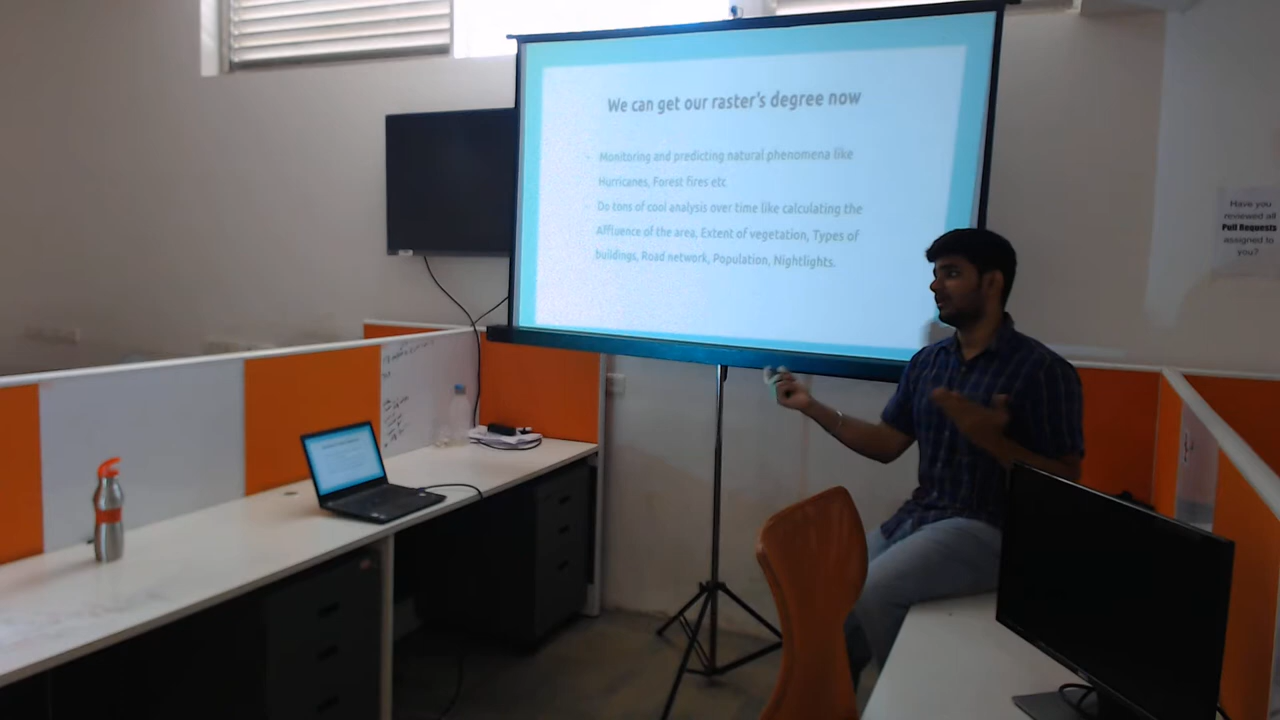 We can get our raster's degree now
- Monitoring and predicting natural phenomena like
Hurricanes, Forest fires etc
- Do tons of cool analysis over time like calculating the
Affluence of the area, Extent of vegetation, Types of
buildings, Road network, Population, Nightlights.
Have you
reviewed all
Pull Requests
assigned to
you?